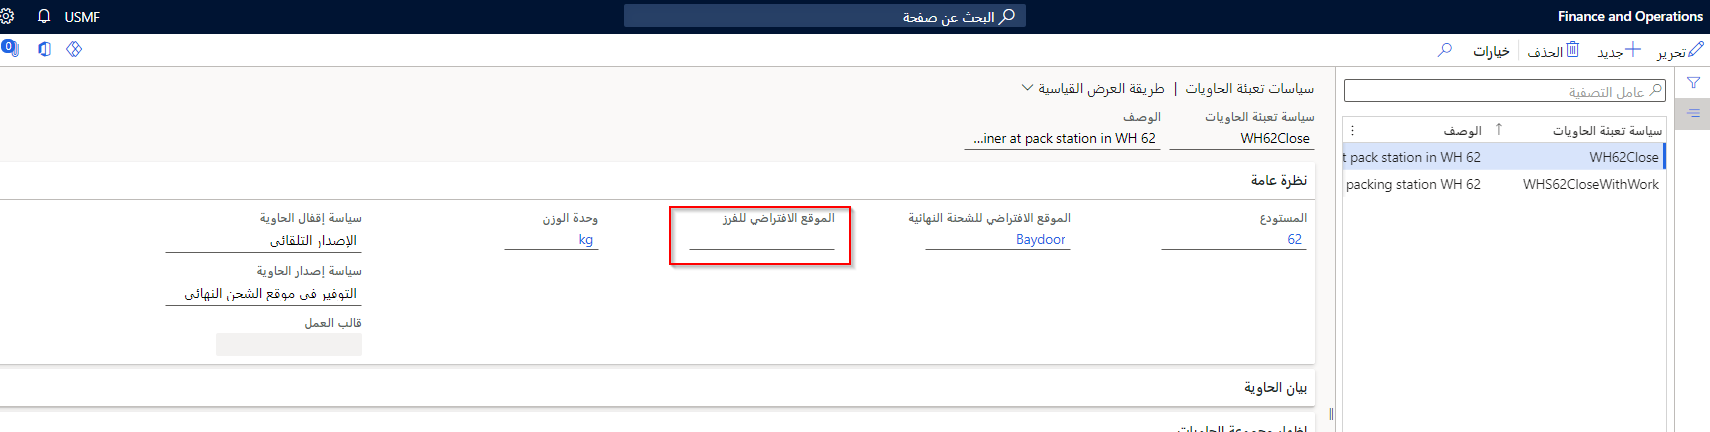 Finance and Operations
البحث عن صفحة
USMF
تحرير
جديد
الحذف
خيارات
0
عامل التصفية
سياسة تعبئة الحاويات
الوصف
WH62Close
t pack station in WH 62
WHS62CloseWithWork
packing station WH 62
سياسات تعبئة الحاويات | طريقة العرض القياسية
سياسة تعبئة الحاويات
الوصف
WH62Close
...iner at pack station in WH 62
نظرة عامة
المستودع
62
الموقع الافتراضي للشحنة النهائية
Baydoor
الموقع الافتراضي للفرز
وحدة الوزن
kg
سياسة إقفال الحاوية
الإصدار التلقائي
سياسة إصدار الحاوية
التوفير في موقع الشحن النهائي
قالب العمل
بيان الحاوية
إظهار مجموعة الحاويات